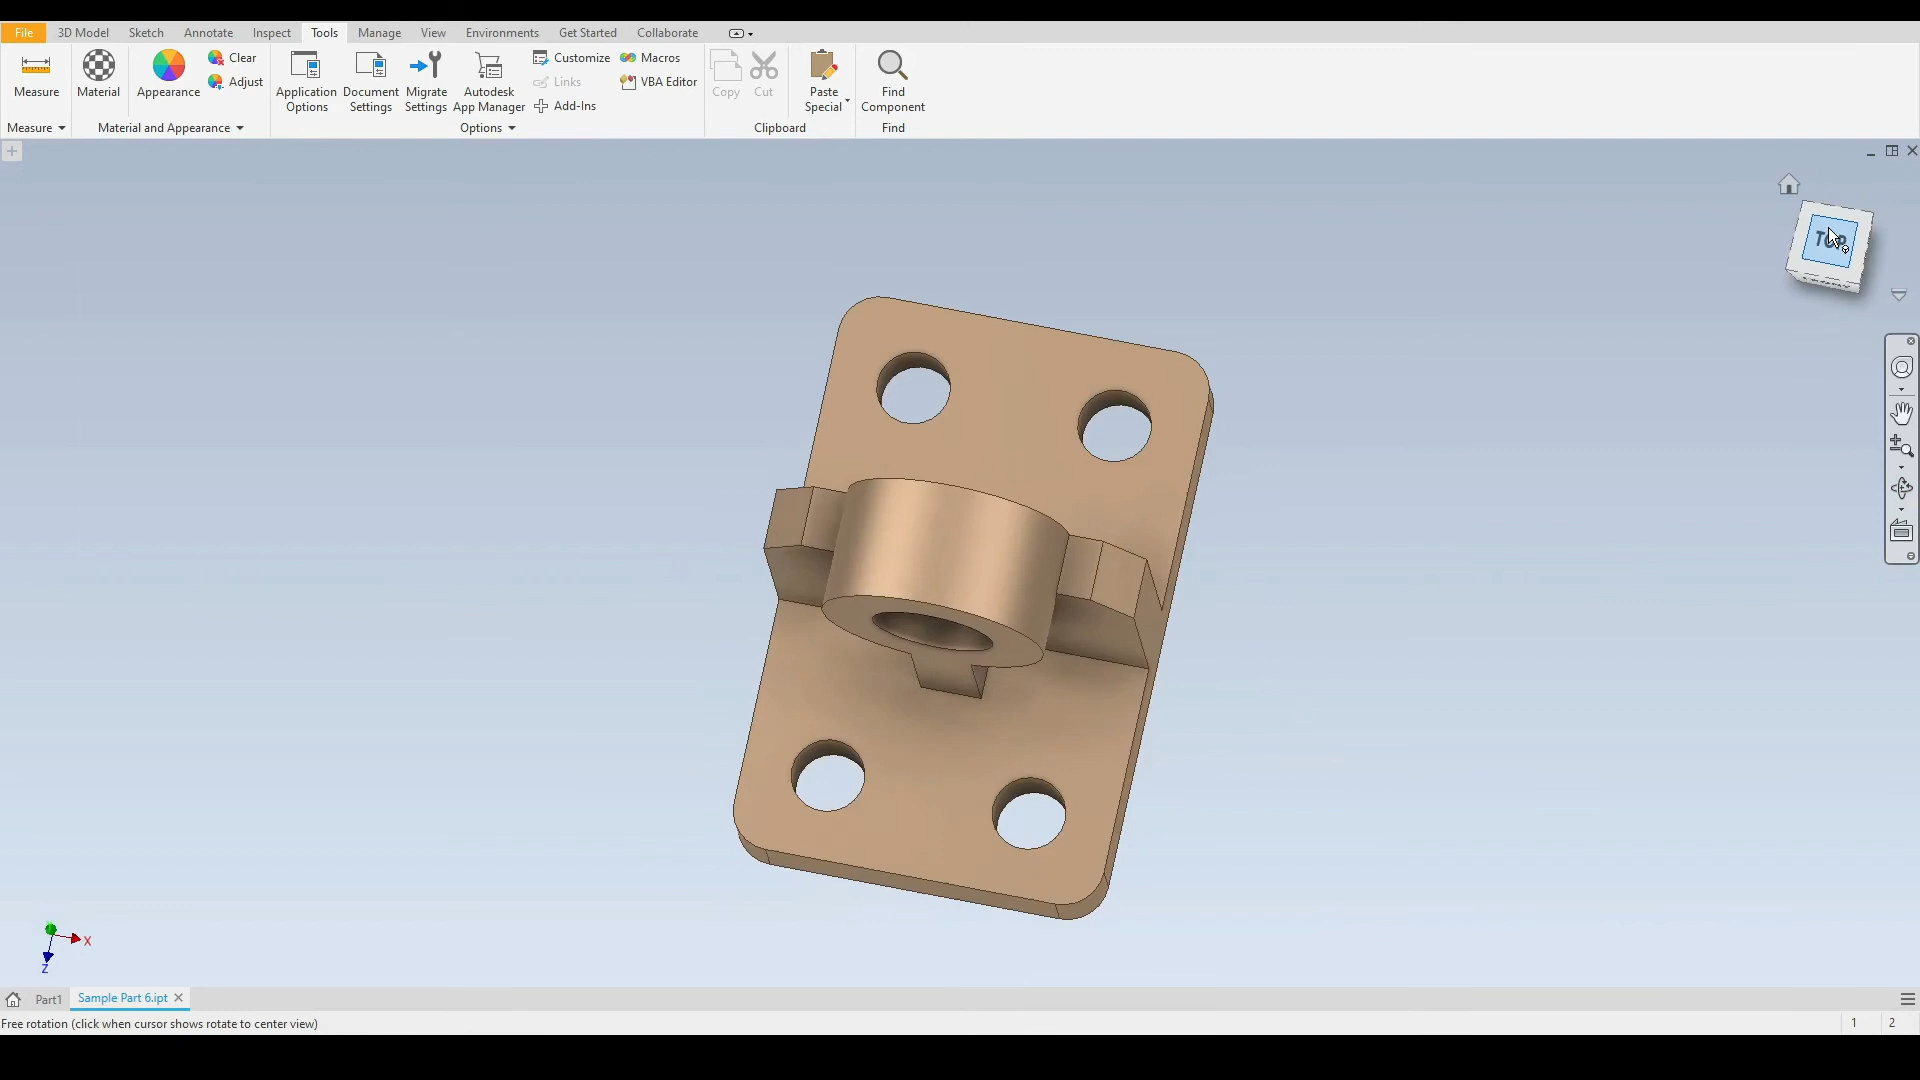 File 3D Model Sketch Annotate Inspect Tools Manage View Environments Get Started Collaborate
Measure
Material
Appearance
Clear
Adjust
Application
Options
Document
Settings
Migrate
Settings
Autodesk
App Manager
Customize
Links
Add-Ins
Macros
VBA Editor
Copy
Cut
Paste
Special
Find
Component
Measure
Material and Appearance
Options
Clipboard
Find
TOP
X
Z
Part1
Sample Part 6.ipt
Free rotation (click when cursor shows rotate to center view)
1
2